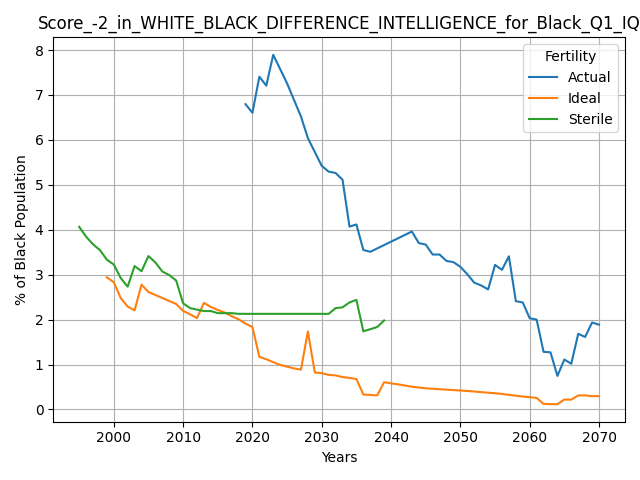 Score_-2_in_WHITE_BLACK_DIFFERENCE_INTELLIGENCE_for_Black_Q1_IQ
% of Black Population
8
7
6
5
4
3
2
1
0
Fertility
Actual
Ideal
Sterile
2000 2010 2020 2030 2040 2050 2060 2070
Years